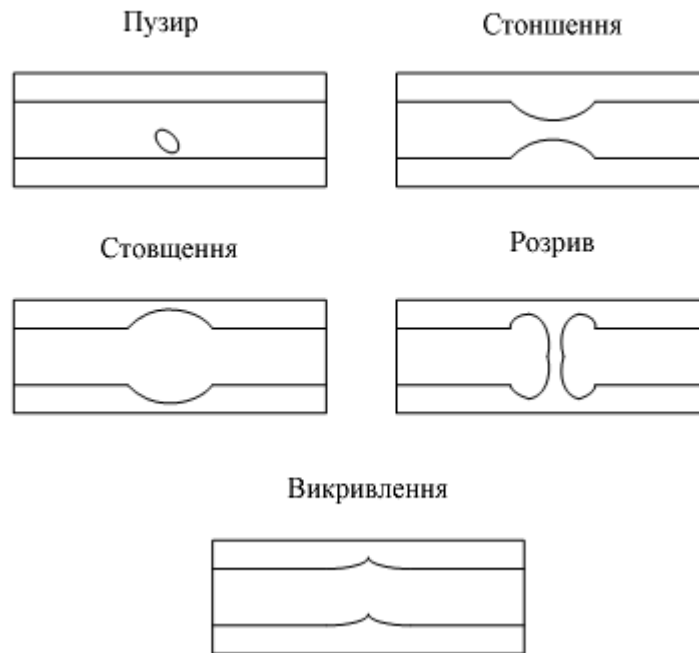 Пузир
Стоншення
Стовщення
Розрив
Викривлення